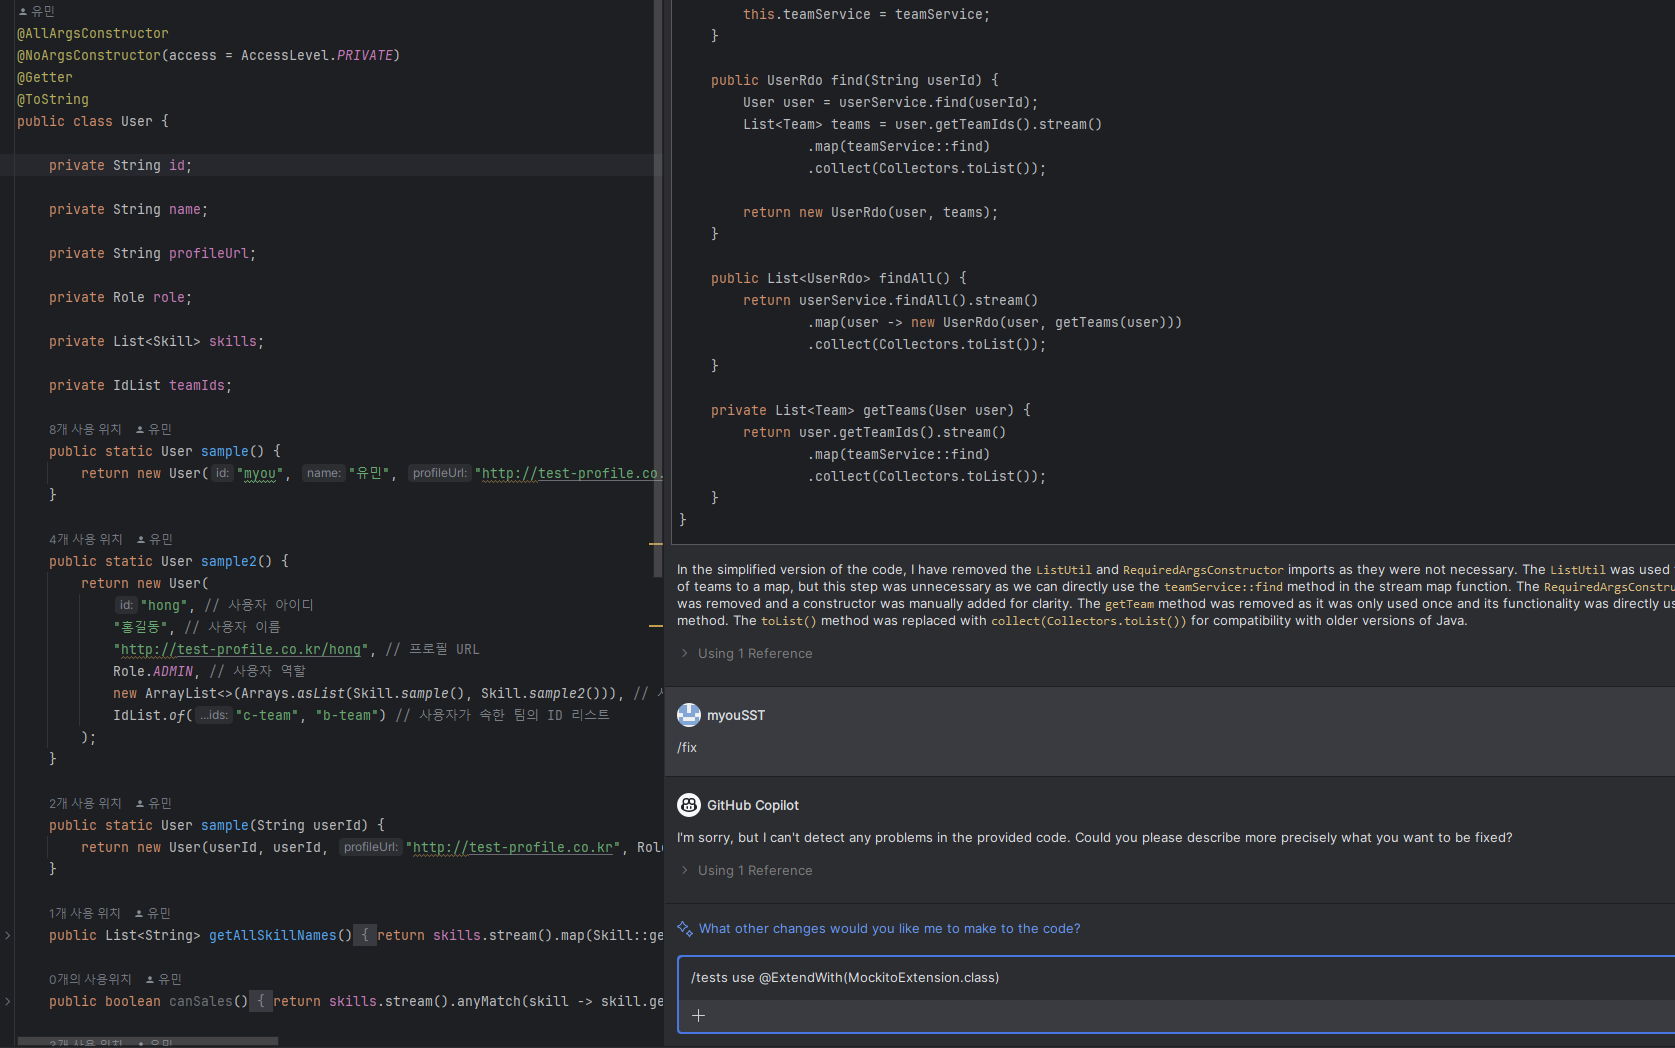 유민
@AllArgsConstructor
@NoArgsConstructor(access = AccessLevel.PRIVATE)
@Getter
@ToString
public class User {
private String id;
private String name;
private String profileUrl;
private Role role;
private List<Skill> skills;
private IdList teamIds;
8개 사용 위치 유민
public static User sample() {
return new User( id: "myou", name: "유민", profileUrl: "http://test-profile.co.
}
4개 사용 위치 유민
public static User sample2() {
return new User(
id: "hong", // 사용자 아이디
"홍길동", // 사용자 이름
"http://test-profile.co.kr/hong", // 프로필 URL
Role.ADMIN, // 사용자 역할
new ArrayList<>(Arrays.asList(Skill.sample(), Skill.sample2())), //
IdList.of( ...ids: "c-team", "b-team") // 사용자가 속한 팀의 ID 리스트
);
}
2개 사용 위치 유민
public static User sample(String userId) {
return new User(userId, userId, profileUrl: "http://test-profile.co.kr", Rol
}
1개 사용 위치 유민
public List<String> getAllSkillNames() { return skills.stream().map(Skill::ge
0개의 사용위치 유민
public boolean canSales() { return skills.stream().anyMatch(skill -> skill.ge
this.teamService = teamService;
}
public UserRdo find(String userId) {
User user = userService.find(userId);
List<Team> teams = user.getTeamIds().stream()
.map(teamService::find)
.collect(Collectors.toList());
return new UserRdo(user, teams);
}
public List<UserRdo> findAll() {
return userService.findAll().stream()
.map(user -> new UserRdo(user, getTeams(user)))
.collect(Collectors.toList());
}
private List<Team> getTeams(User user) {
return user.getTeamIds().stream()
.map(teamService::find)
.collect(Collectors.toList());
}
}
In the simplified version of the code, I have removed the ListUtil and RequiredArgsConstructor imports as they were not necessary. The ListUtil was used
of teams to a map, but this step was unnecessary as we can directly use the teamService::find method in the stream map function. The RequiredArgsConstru
was removed and a constructor was manually added for clarity. The getTeam method was removed as it was only used once and its functionality was directly us
method. The toList() method was replaced with collect(Collectors.toList()) for compatibility with older versions of Java.
Using 1 Reference
myouSST
/fix
GitHub Copilot
I'm sorry, but I can't detect any problems in the provided code. Could you please describe more precisely what you want to be fixed?
Using 1 Reference
What other changes would you like me to make to the code?
/tests use @ExtendWith(MockitoExtension.class)